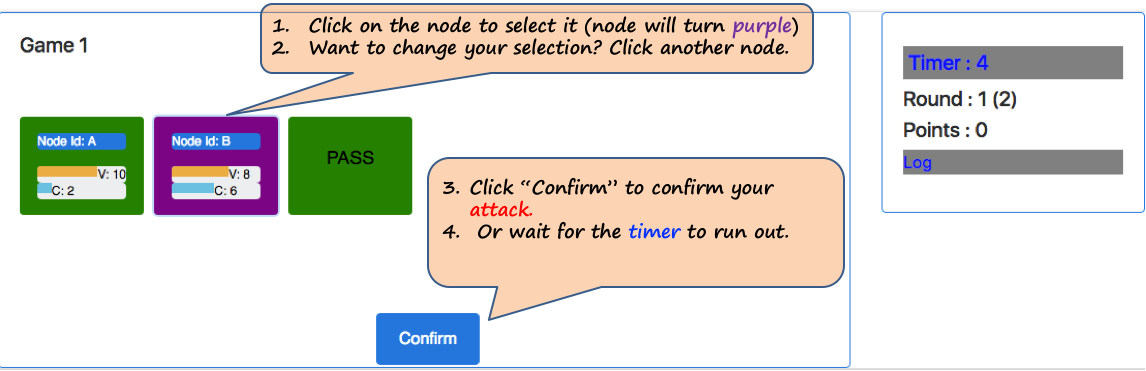 Game 1
1. Click on the node to select it (node will turn purple)
2. Want to change your selection? Click another node.
Node Id: A
V: 10
C: 2
Node Id: B
V: 8
C: 6
PASS
3. Click “Confirm” to confirm your
attack.
4. Or wait for the timer to run out.
Confirm
Timer : 4
Round : 1 (2)
Points : 0
Log